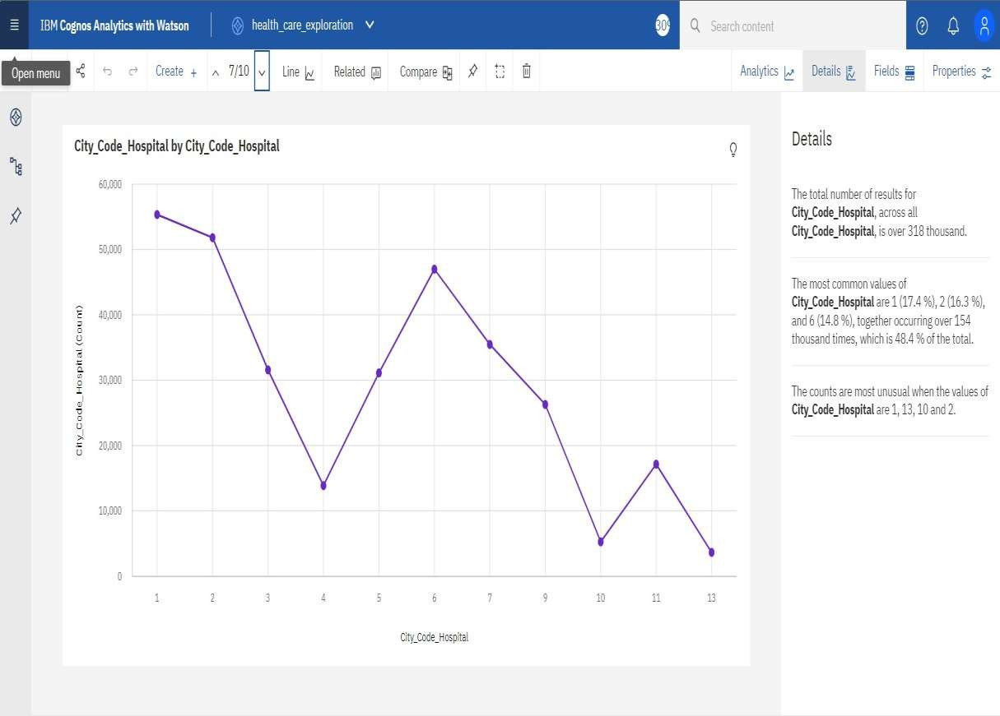 IBM Cognos Analytics with Watson
health_care_exploration
309
Search content
Open menu
Create +
7/10
Line
Related
Compare
Analytics
Details
Fields
Properties
City_Code_Hospital by City_Code_Hospital
60,000
50,000
40,000
30,000
20,000
10,000
0
City_Code_Hospital (Count)
1 2 3 4 5 6 7 9 10 11 13
City_Code_Hospital
Details
The total number of results for
City_Code_Hospital, across all
City_Code_Hospital, is over 318 thousand.
The most common values of
City_Code_Hospital are 1 (17.4 %), 2 (16.3 %),
and 6 (14.8 %), together occurring over 154
thousand times, which is 48.4 % of the total.
The counts are most unusual when the values of
City_Code_Hospital are 1, 13, 10 and 2.